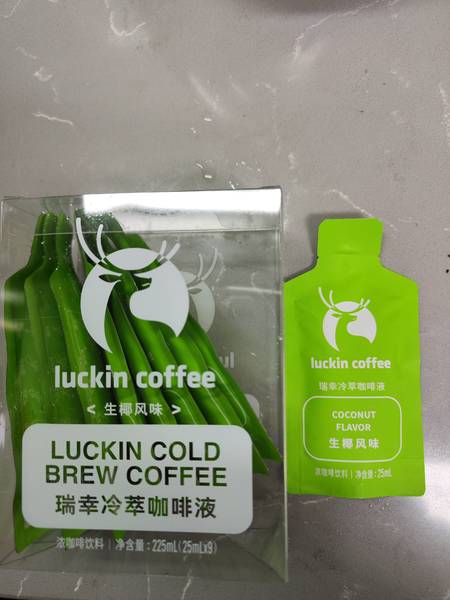 luckin coffee
< 生椰风味 >
LUCKIN COLD
BREW COFFEE
瑞幸冷萃咖啡液
浓咖啡饮料 | 净含量:225mL(25mLx9)
luckin coffee
瑞幸冷萃咖啡液
COCONUT
FLAVOR
生椰风味
浓咖啡饮料 | 净含量:25mL